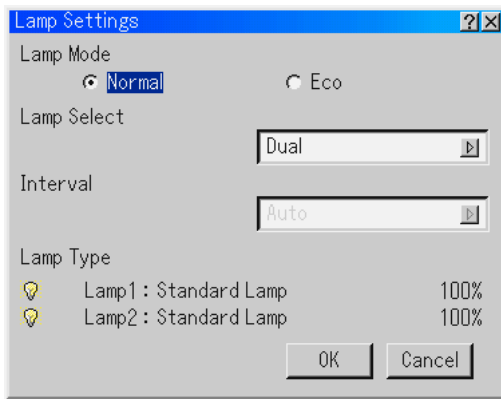 Lamp Settings
Lamp Mode
Normal Eco
Lamp Select
Dual
Interval
Auto
Lamp Type
Lamp1 : Standard Lamp 100%
Lamp2 : Standard Lamp 100%
OK Cancel